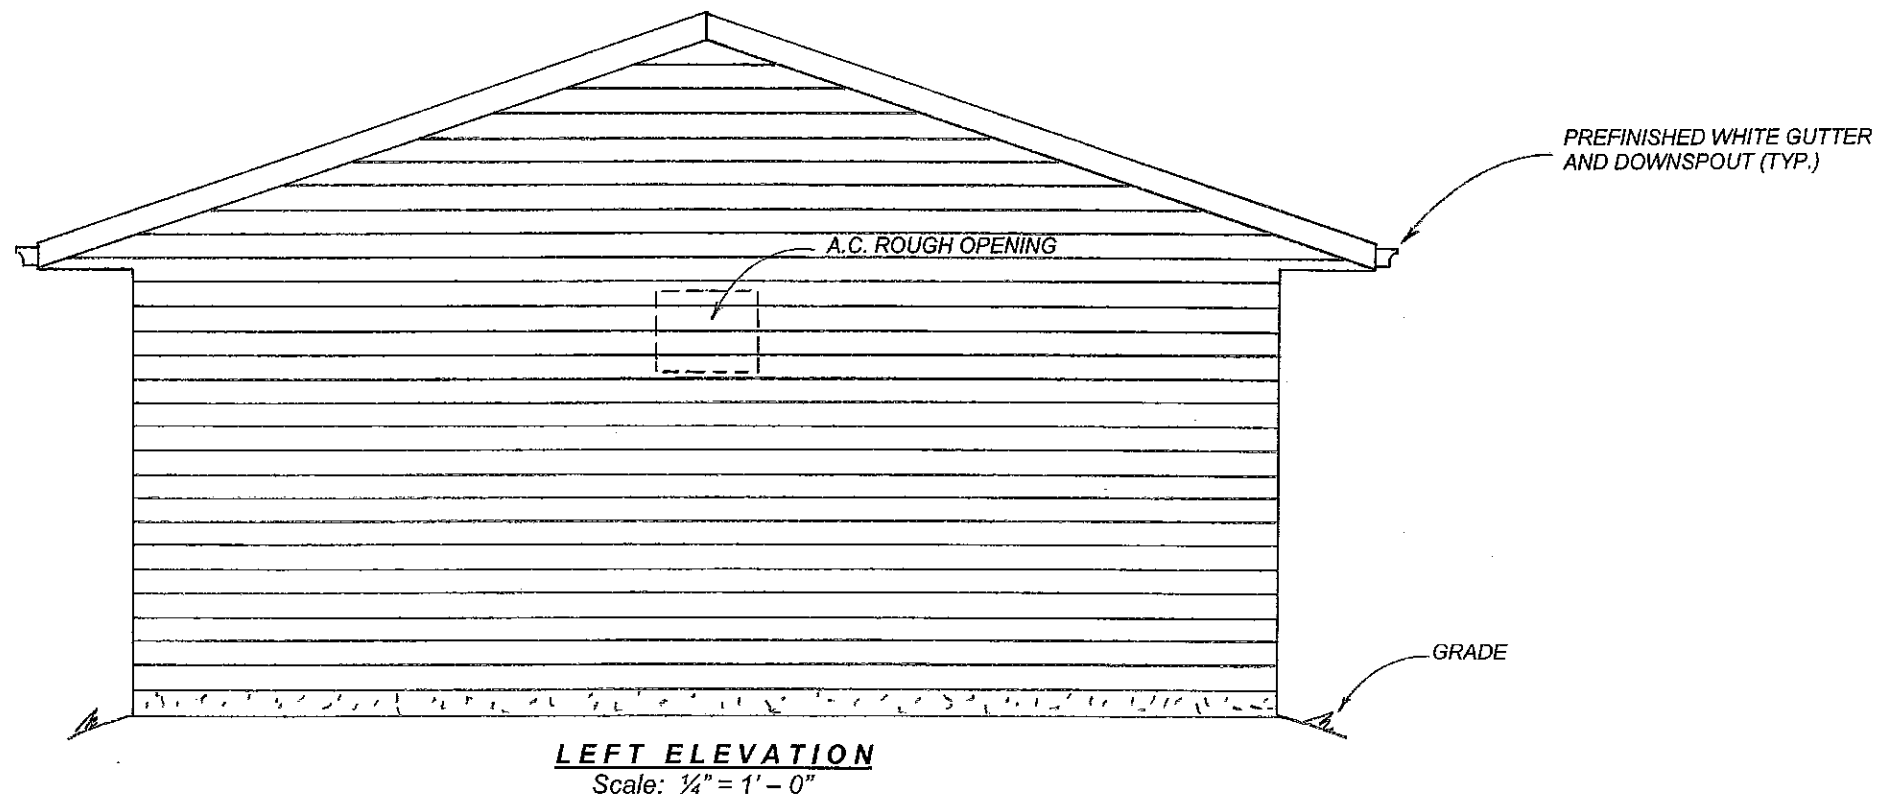 PREFINISHED WHITE GUTTER
AND DOWNSPOUT (TYP.)
A.C. ROUGH OPENING
GRADE
LEFT ELEVATION
Scale: ¼" = 1' – 0"